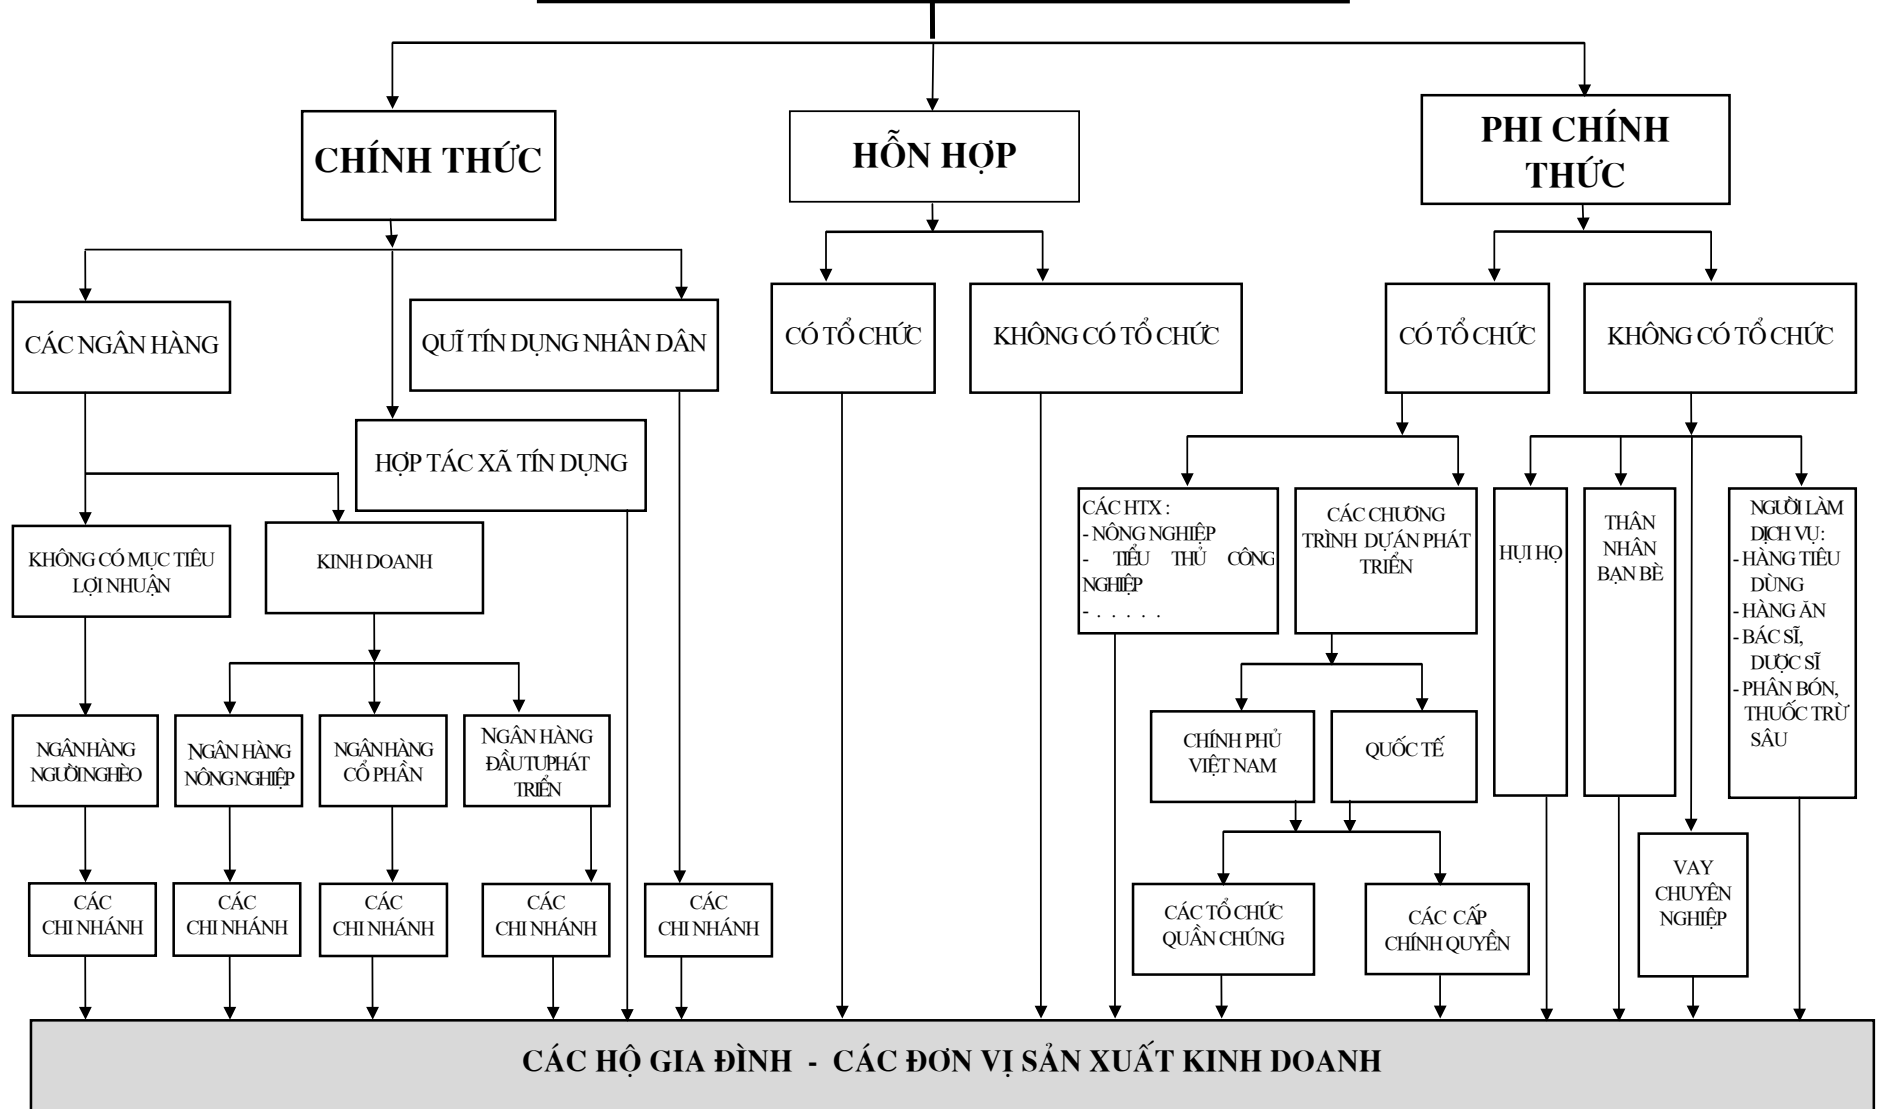 CHÍNH THỨC
HỖN HỢP
PHI CHÍNH
THỨC
CÁC NGÂN HÀNG
QUĨ TÍN DỤNG NHÂN DÂN
CÓ TỔ CHỨC
KHÔNG CÓ TỔ CHỨC
CÓ TỔ CHỨC
KHÔNG CÓ TỔ CHỨC
HỢP TÁC XÃ TÍN DỤNG
KHÔNG CÓ MỤC TIÊU
LỢI NHUẬN
KINH DOANH
CÁC HTX :
- NÔNG NGHIỆP
- TIỂU THỦ CÔNG
NGHIỆP
- . . . . .
CÁC CHƯƠNG
TRÌNH DỰ ÁN PHÁT
TRIỂN
HỤI HỌ
THÂN
NHÂN
BẠN BÈ
NGƯỜI LÀM
DỊCH VỤ:
- HÀNG TIÊU
DÙNG
- HÀNG ĂN
- BÁC SĨ,
DƯỢC SĨ
- PHÂN BÓN,
THUỐC TRỪ
SÂU
NGÂN HÀNG
NGƯỜI NGHÈO
NGÂN HÀNG
NÔNG NGHIỆP
NGÂN HÀNG
CỔ PHẦN
NGÂN HÀNG
ĐẦU TƯ PHÁT
TRIỂN
CHÍNH PHỦ
VIỆT NAM
QUỐC TẾ
CÁC
CHI NHÁNH
CÁC
CHI NHÁNH
CÁC
CHI NHÁNH
CÁC
CHI NHÁNH
CÁC
CHI NHÁNH
CÁC TỔ CHỨC
QUẦN CHÚNG
CÁC CẤP
CHÍNH QUYỀN
VAY
CHUYÊN
NGHIỆP
CÁC HỘ GIA ĐÌNH - CÁC ĐƠN VỊ SẢN XUẤT KINH DOANH